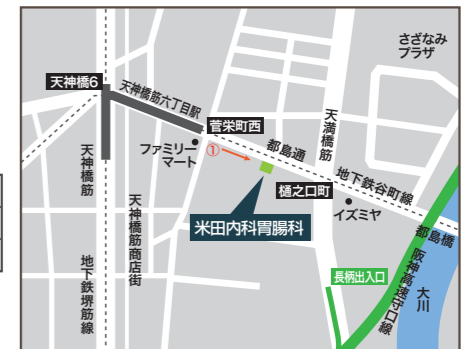 さざなみ
プラザ
天神橋6
天神橋筋六丁目駅
菅栄町西
天満橋筋
ファミリー
マート
①
都島通
天神橋筋
地下鉄谷町線
樋之口町
イズミヤ
天神橋筋商店街
米田内科胃腸科
都島橋
地下鉄堺筋線
長柄出入口
阪神高速守口線
大川